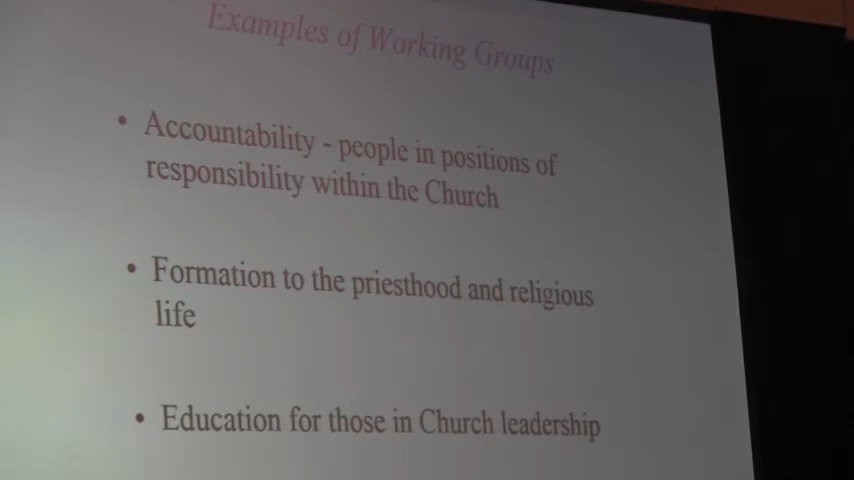 Examples of Working Groups
• Accountability - people in positions of
responsibility within the Church
• Formation to the priesthood and religious
life
• Education for those in Church leadership